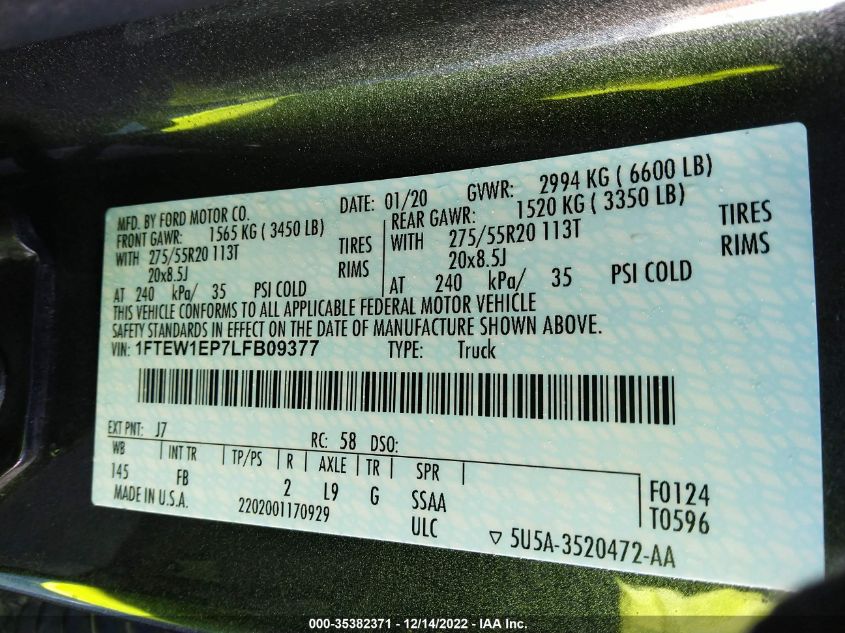 MFD. BY FORD MOTOR CO.
DATE: 01/20 GVWR: 2994 KG ( 6600 LB)
FRONT GAWR: 1565 KG ( 3450 LB)
REAR GAWR: 1520 KG ( 3350 LB)
WITH 275/55R20 113T TIRES
WITH 275/55R20 113T TIRES
20x8.5J RIMS
20x8.5J RIMS
AT 240 kPa/ 35 PSI COLD
AT 240 kPa/ 35 PSI COLD
THIS VEHICLE CONFORMS TO ALL APPLICABLE FEDERAL MOTOR VEHICLE
SAFETY STANDARDS IN EFFECT ON THE DATE OF MANUFACTURE SHOWN ABOVE.
VIN: 1FTEW1EP7LFB09377 TYPE: Truck
EXT PNT: J7 RC: 58 DSO:
WB INT TR TP/PS R AXLE TR SPR
145 FB 2 L9 G SSAA
F0124
MADE IN U.S.A. 2202001170929 ULC
T0596
▽ 5U5A-3520472-AA
000-35382371 - 12/14/2022 - IAA Inc.